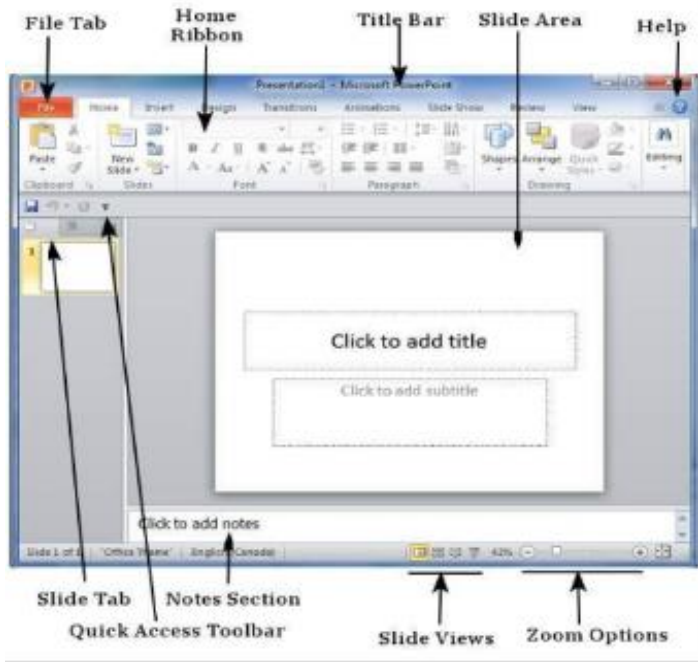 File Tab
Home
Ribbon
Title Bar
Slide Area
Help
Presentation1 - Microsoft PowerPoint
File Home Insert Design Transitions Animations Slide Show Review View
Paste
New
Slide
Shapes Arrange Quick
Styles
Editing
Clipboard Slides Font Paragraph Drawing
1
Click to add title
Click to add subtitle
Click to add notes
Slide 1 of 1 "Office Theme" English (Canada) 42%
Slide Tab
Notes Section
Quick Access Toolbar
Slide Views
Zoom Options